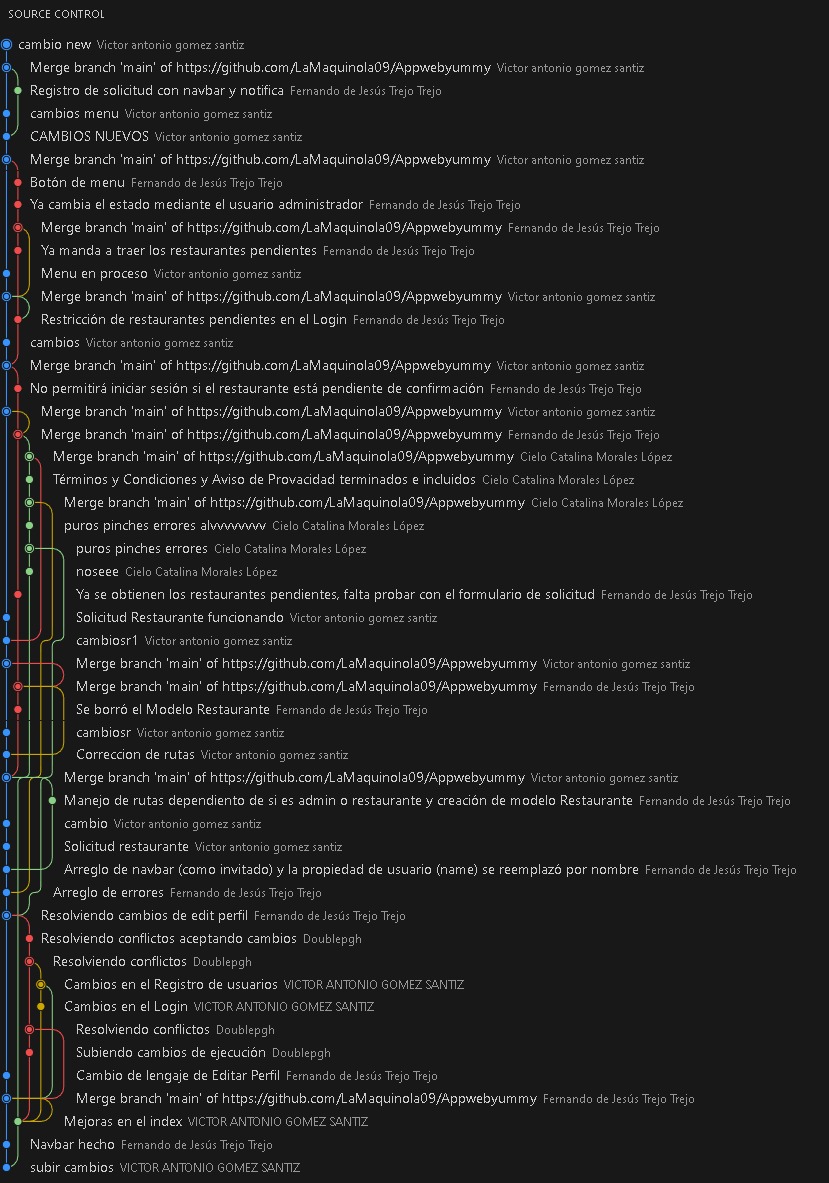 SOURCE CONTROL
cambio new Victor antonio gomez santiz
Merge branch 'main' of https://github.com/LaMaquinola09/Appwebyummy Victor antonio gomez santiz
Registro de solicitud con navbar y notifica Fernando de Jesús Trejo Trejo
cambios menu Victor antonio gomez santiz
CAMBIOS NUEVOS Victor antonio gomez santiz
Merge branch 'main' of https://github.com/LaMaquinola09/Appwebyummy Victor antonio gomez santiz
Botón de menu Fernando de Jesús Trejo Trejo
Ya cambia el estado mediante el usuario administrador Fernando de Jesús Trejo Trejo
Merge branch 'main' of https://github.com/LaMaquinola09/Appwebyummy Fernando de Jesús Trejo Trejo
Ya manda a traer los restaurantes pendientes Fernando de Jesús Trejo Trejo
Menu en proceso Victor antonio gomez santiz
Merge branch 'main' of https://github.com/LaMaquinola09/Appwebyummy Victor antonio gomez santiz
Restricción de restaurantes pendientes en el Login Fernando de Jesús Trejo Trejo
cambios Victor antonio gomez santiz
Merge branch 'main' of https://github.com/LaMaquinola09/Appwebyummy Victor antonio gomez santiz
No permitirá iniciar sesión si el restaurante está pendiente de confirmación Fernando de Jesús Trejo Trejo
Merge branch 'main' of https://github.com/LaMaquinola09/Appwebyummy Victor antonio gomez santiz
Merge branch 'main' of https://github.com/LaMaquinola09/Appwebyummy Fernando de Jesús Trejo Trejo
Merge branch 'main' of https://github.com/LaMaquinola09/Appwebyummy Cielo Catalina Morales López
Términos y Condiciones y Aviso de Provacidad terminados e incluidos Cielo Catalina Morales López
Merge branch 'main' of https://github.com/LaMaquinola09/Appwebyummy Cielo Catalina Morales López
puros pinches errores alvvvvvvvv Cielo Catalina Morales López
puros pinches errores Cielo Catalina Morales López
noseee Cielo Catalina Morales López
Ya se obtienen los restaurantes pendientes, falta probar con el formulario de solicitud Fernando de Jesús Trejo Trejo
Solicitud Restaurante funcionando Victor antonio gomez santiz
cambiosr1 Victor antonio gomez santiz
Merge branch 'main' of https://github.com/LaMaquinola09/Appwebyummy Victor antonio gomez santiz
Merge branch 'main' of https://github.com/LaMaquinola09/Appwebyummy Fernando de Jesús Trejo Trejo
Se borró el Modelo Restaurante Fernando de Jesús Trejo Trejo
cambiosr Victor antonio gomez santiz
Correccion de rutas Victor antonio gomez santiz
Merge branch 'main' of https://github.com/LaMaquinola09/Appwebyummy Victor antonio gomez santiz
Manejo de rutas dependiento de si es admin o restaurante y creación de modelo Restaurante Fernando de Jesús Trejo Trejo
cambio Victor antonio gomez santiz
Solicitud restaurante Victor antonio gomez santiz
Arreglo de navbar (como invitado) y la propiedad de usuario (name) se reemplazó por nombre Fernando de Jesús Trejo Trejo
Arreglo de errores Fernando de Jesús Trejo Trejo
Resolviendo cambios de edit perfil Fernando de Jesús Trejo Trejo
Resolviendo conflictos aceptando cambios Doublepgh
Resolviendo conflictos Doublepgh
Cambios en el Registro de usuarios VICTOR ANTONIO GOMEZ SANTIZ
Cambios en el Login VICTOR ANTONIO GOMEZ SANTIZ
Resolviendo conflictos Doublepgh
Subiendo cambios de ejecución Doublepgh
Cambio de lengaje de Editar Perfil Fernando de Jesús Trejo Trejo
Merge branch 'main' of https://github.com/LaMaquinola09/Appwebyummy Fernando de Jesús Trejo Trejo
Mejoras en el index VICTOR ANTONIO GOMEZ SANTIZ
Navbar hecho Fernando de Jesús Trejo Trejo
subir cambios VICTOR ANTONIO GOMEZ SANTIZ